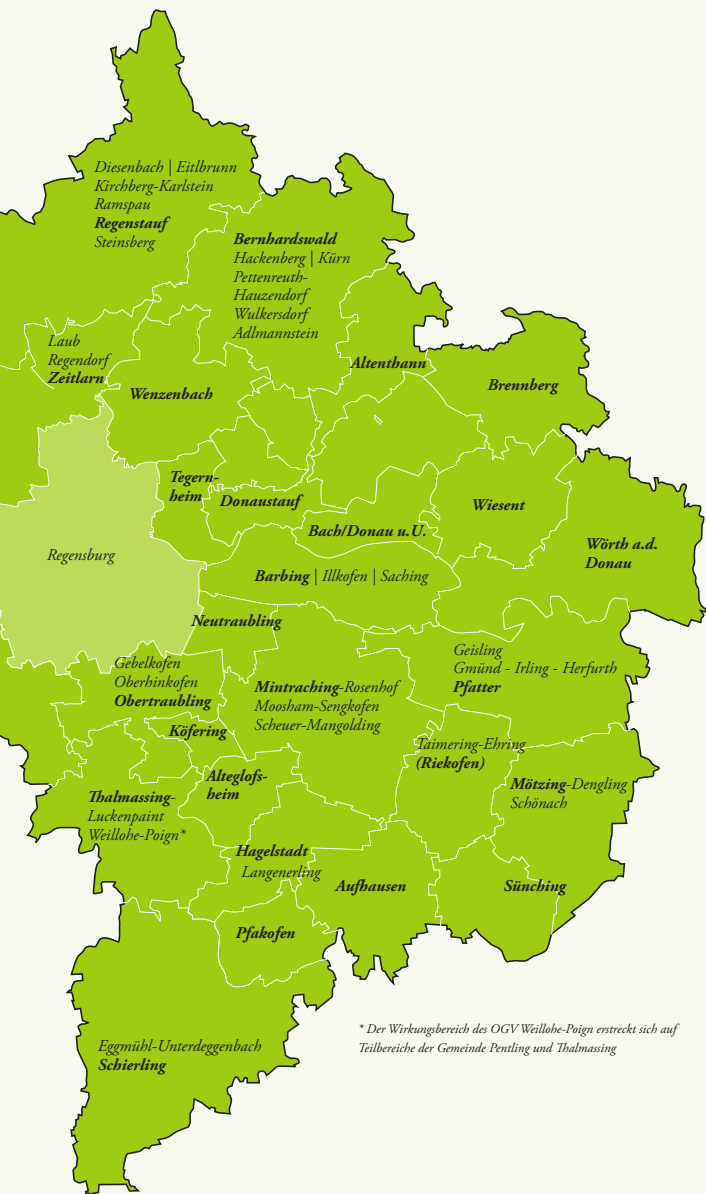 Diesenbach | Eitlbrunn
Kirchberg-Karlstein
Ramspau
Regenstauf
Steinsberg
Bernhardswald
Hackenberg | Kürn
Pettenreuth-
Hauzendorf
Wulkersdorf
Adlmannstein
Laub
Regendorf
Zeitlarn
Altenthann
Brennberg
Wenzenbach
Tegern-
heim
Donaustauf
Wiesent
Bach/Donau u.U.
Wörth a.d.
Donau
Regensburg
Barbing | Illkofen | Saching
Neutraubling
Gebelkofen
Oberhinkofen
Obertraubling
Geisling
Gmünd - Irling - Herfurth
Pfatter
Mintraching-Rosenhof
Moosham-Sengkofen
Scheuer-Mangolding
Köfering
Taimering-Ehring
(Riekofen)
Alteglofs-
heim
Mötzing-Dengling
Schönach
Thalmassing-
Luckenpaint
Weillohe-Poign*
Hagelstadt
Langenerling
Aufhausen
Sünching
Pfakofen
* Der Wirkungsbereich des OGV Weillohe-Poign erstreckt sich auf
Teilbereiche der Gemeinde Pentling und Thalmassing
Eggmühl-Unterdeggenbach
Schierling